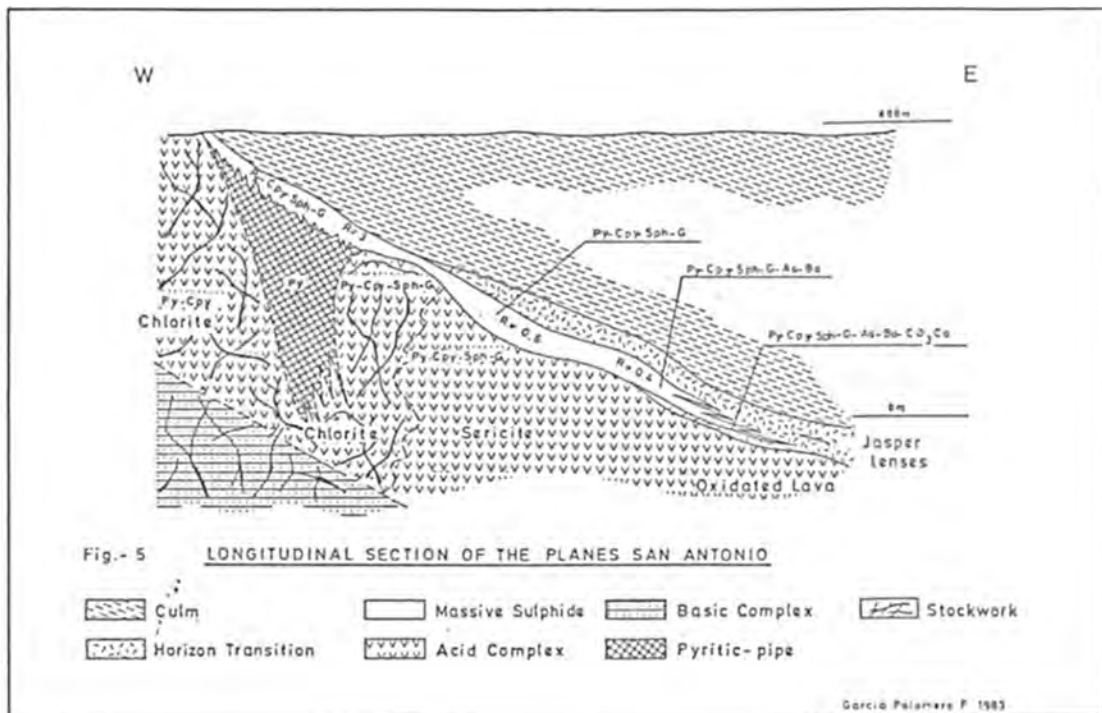 W E
400m
Cpy-Sph-G
R=3
Py-Cpy-Sph-G
Py
Py-Cpy-Sph-G
Py-Cpy-Sph-G-As-Ba
Py-Cpy
Chlorite
R=0,8
Py-Cpy-Sph-G
R=0,4
Py-Cpy-Sph-G-As-Ba-CO3Ca
0m
Chlorite
Sericite
Jasper
lenses
Oxidated Lava
Fig.- 5 LONGITUDINAL SECTION OF THE PLANES SAN ANTONIO
Culm Massive Sulphide Basic Complex Stockwork
Horizon Transition Acid Complex Pyritic-pipe
Garcia Palomero F 1983